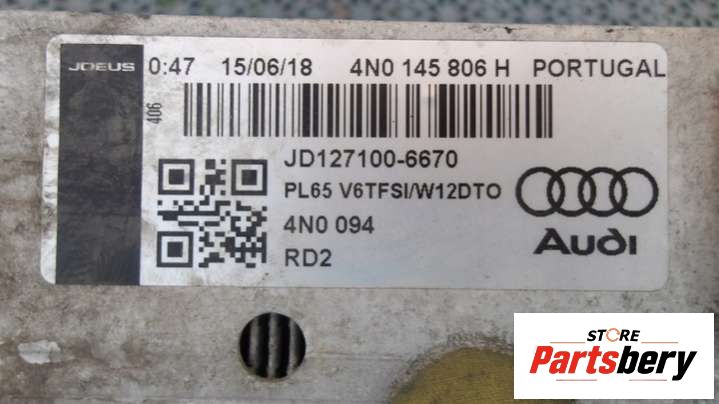 JDEUS 0:47 15/06/18 4N0 145 806 H PORTUGAL
406
JD127100-6670
PL65 V6TFSI/W12DTO
4N0 094
RD2
Audi
STORE
Partsbery